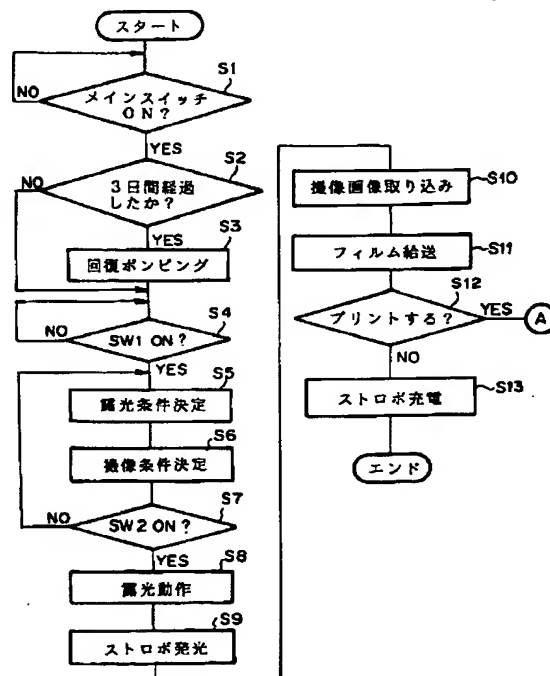 スタート
S1
メインスイッチ
ON?
NO
YES
S2
3日間経過
したか?
NO
YES
S3
回復ポンピング
S4
SW1 ON?
NO
YES
S5
露光条件決定
S6
撮像条件決定
S7
SW2 ON?
NO
YES
S8
露光動作
S9
ストロボ発光
撮像画像取り込み
S10
フィルム給送
S11
S12
プリントする?
YES
A
NO
ストロボ充電
S13
エンド